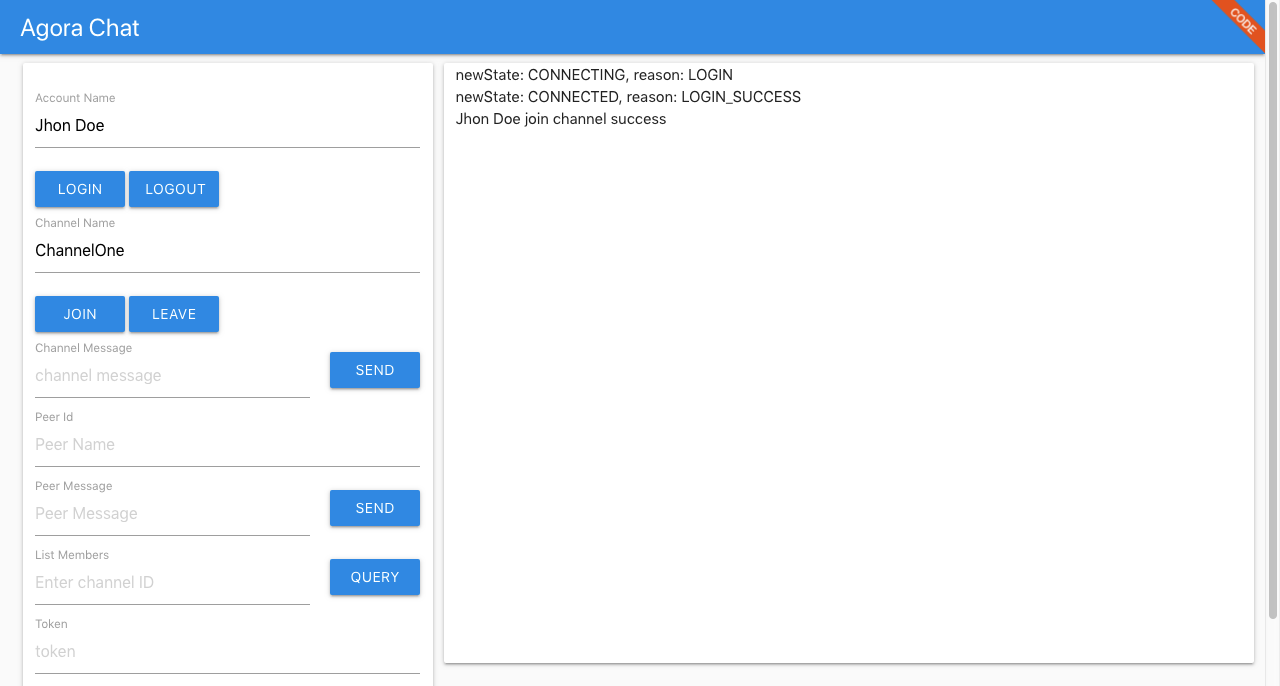 Agora Chat
CODE
Account Name
Jhon Doe
LOGIN LOGOUT
Channel Name
ChannelOne
JOIN LEAVE
Channel Message
channel message
SEND
Peer Id
Peer Name
Peer Message
Peer Message
SEND
List Members
Enter channel ID
QUERY
Token
token
newState: CONNECTING, reason: LOGIN
newState: CONNECTED, reason: LOGIN_SUCCESS
Jhon Doe join channel success